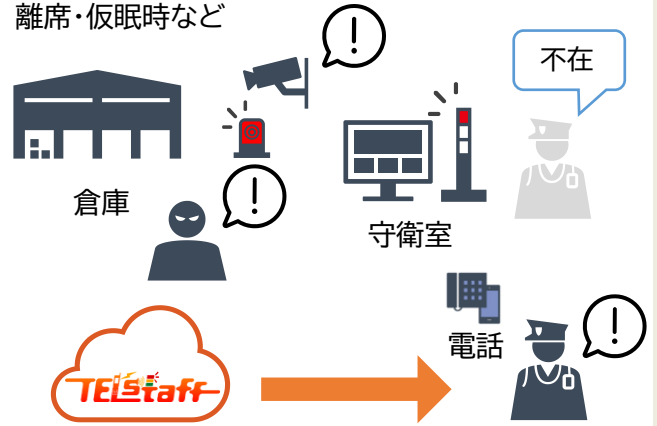 離席・仮眠時など
不在
倉庫
守衛室
電話
TELstaff